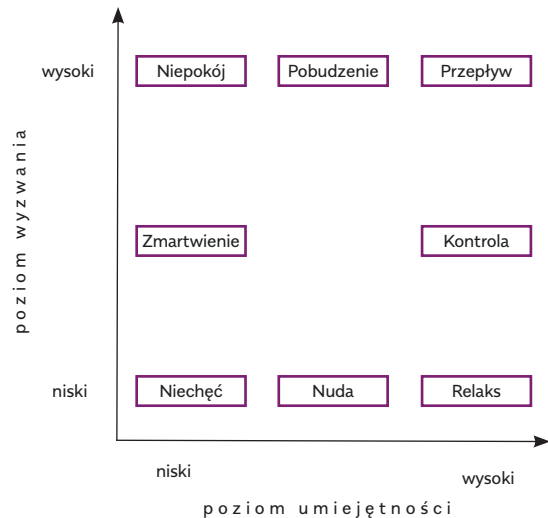 wysoki
Niepokój
Pobudzenie
Przepływ
poziom wyzwania
Zmartwienie
Kontrola
niski
Niechęć
Nuda
Relaks
niski
wysoki
poziom umiejętności